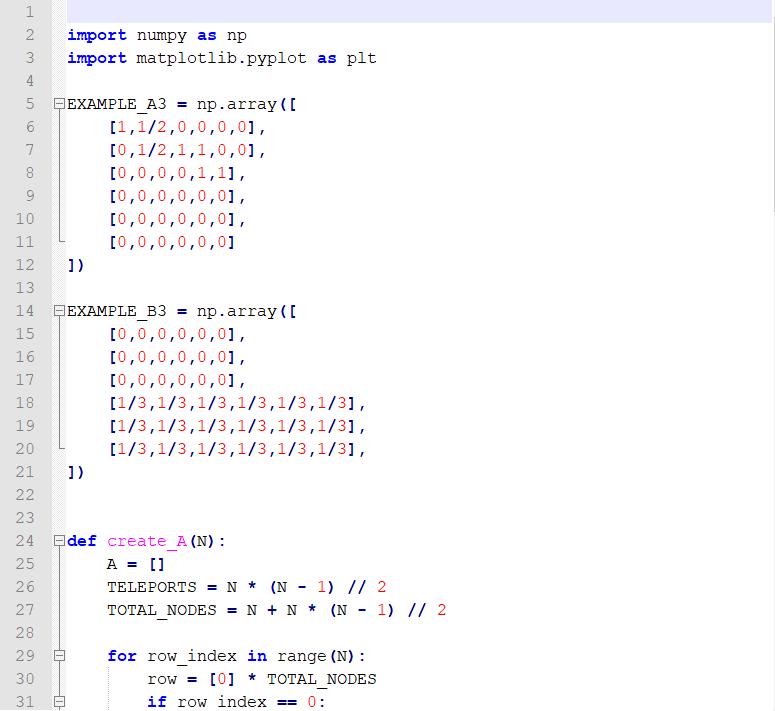 1
2 import numpy as np
3 import matplotlib.pyplot as plt
4
5 EXAMPLE_A3 = np.array([
6     [1,1/2,0,0,0,0],
7     [0,1/2,1,1,0,0],
8     [0,0,0,0,1,1],
9     [0,0,0,0,0,0],
10     [0,0,0,0,0,0],
11     [0,0,0,0,0,0]
12 ])
13
14 EXAMPLE_B3 = np.array([
15     [0,0,0,0,0,0],
16     [0,0,0,0,0,0],
17     [0,0,0,0,0,0],
18     [1/3,1/3,1/3,1/3,1/3,1/3],
19     [1/3,1/3,1/3,1/3,1/3,1/3],
20     [1/3,1/3,1/3,1/3,1/3,1/3],
21 ])
22
23
24 def create_A(N):
25     A = []
26     TELEPORTS = N * (N - 1) // 2
27     TOTAL_NODES = N + N * (N - 1) // 2
28
29     for row_index in range(N):
30         row = [0] * TOTAL_NODES
31         if row_index == 0: